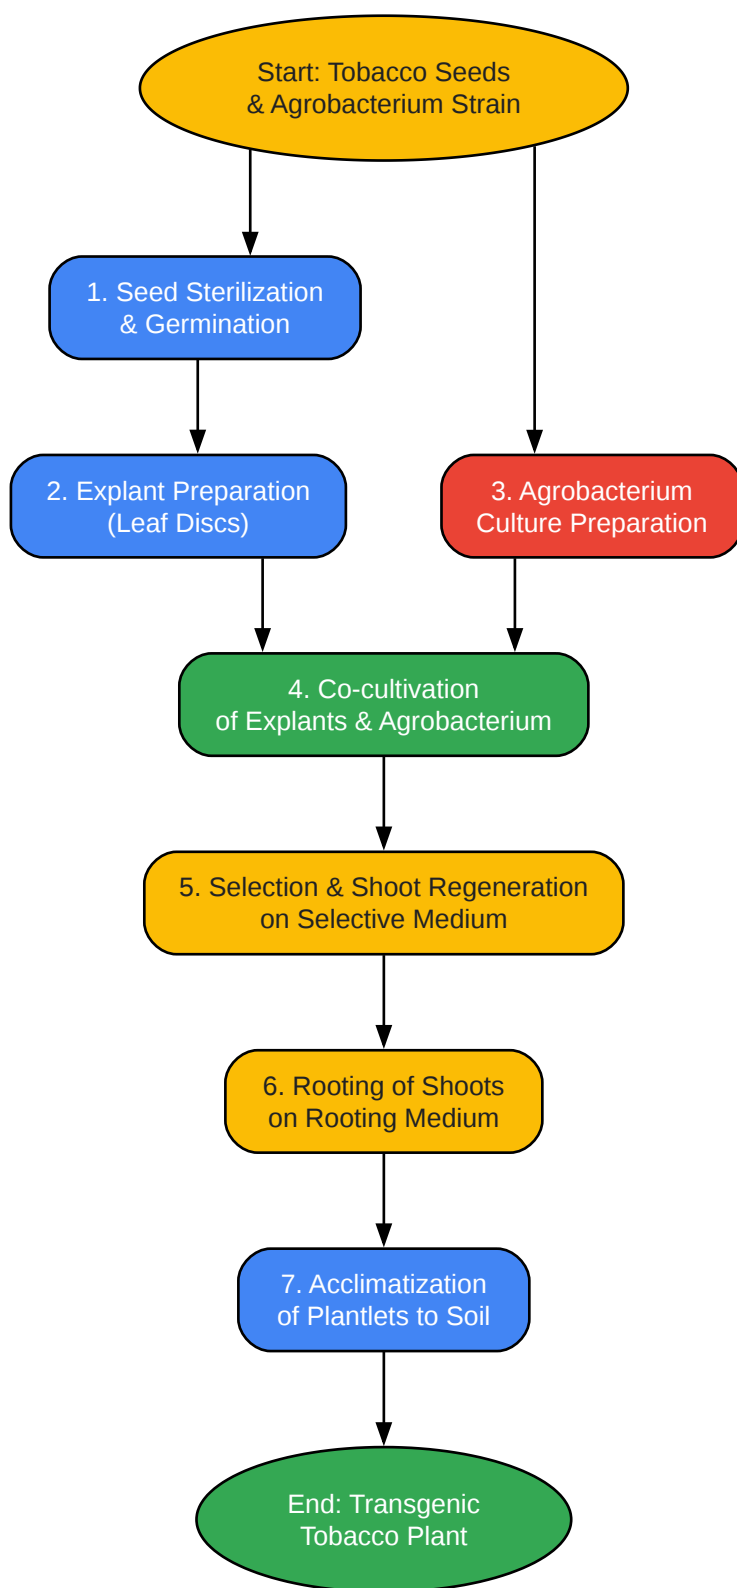 Start: Tobacco Seeds
& Agrobacterium Strain
1. Seed Sterilization
& Germination
2. Explant Preparation
(Leaf Discs)
3. Agrobacterium
Culture Preparation
4. Co-cultivation
of Explants & Agrobacterium
5. Selection & Shoot Regeneration
on Selective Medium
6. Rooting of Shoots
on Rooting Medium
7. Acclimatization
of Plantlets to Soil
End: Transgenic
Tobacco Plant